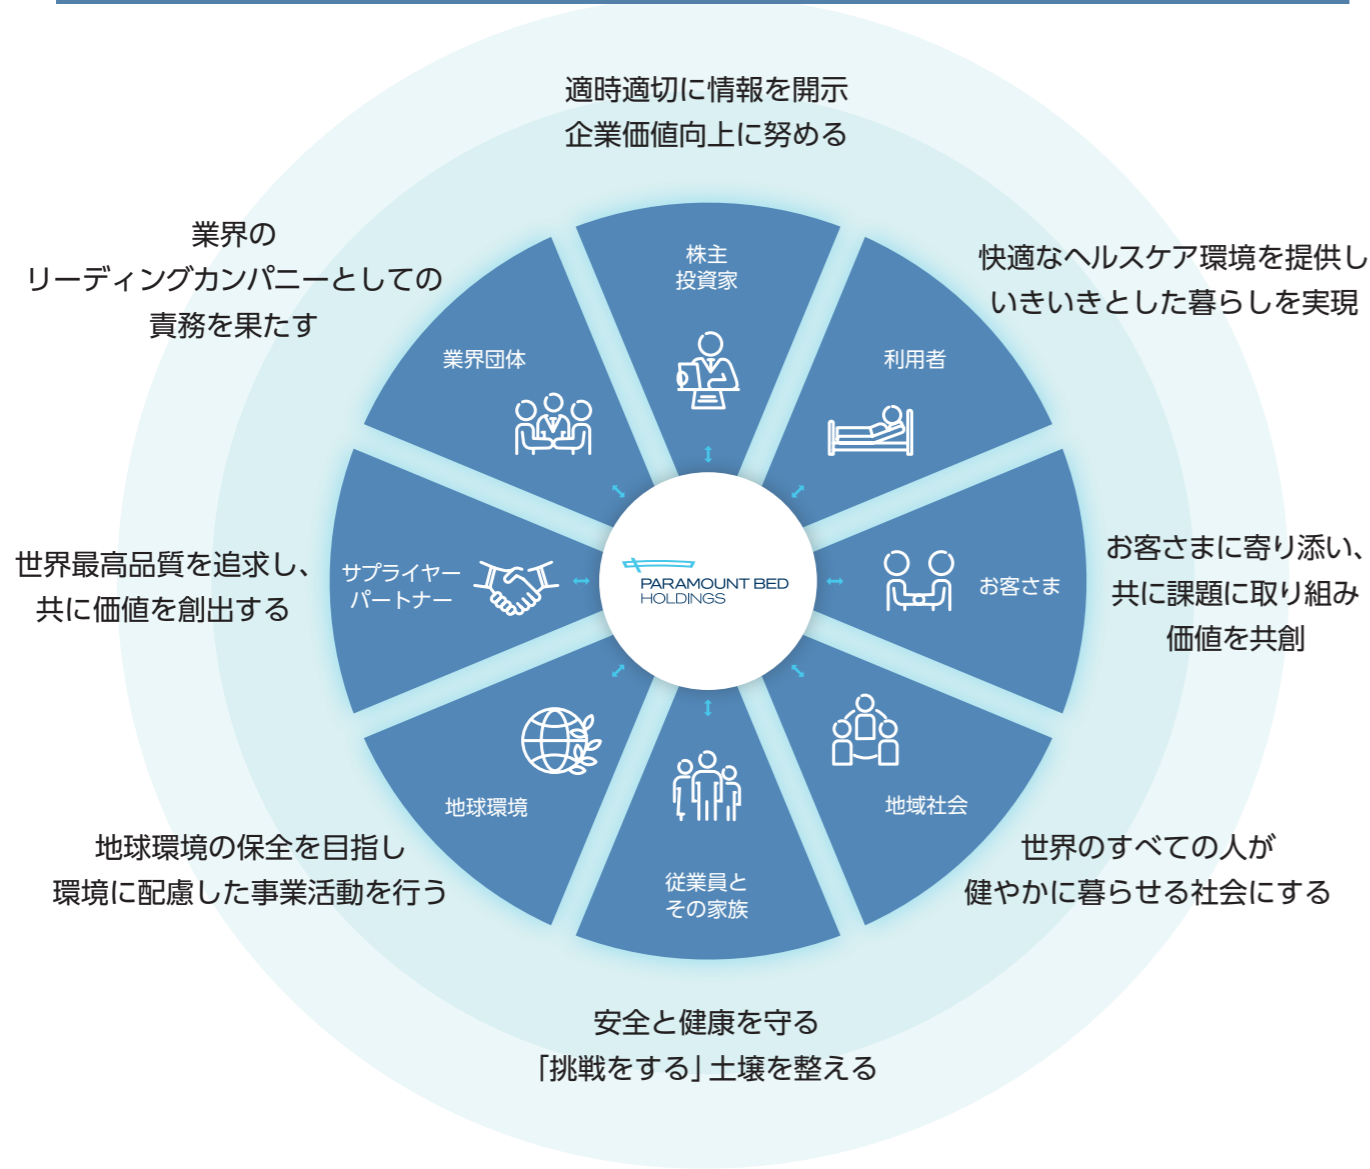 適時適切に情報を開示
企業価値向上に努める
株主
投資家
快適なヘルスケア環境を提供し
いきいきとした暮らしを実現
利用者
お客さまに寄り添い、
共に課題に取り組み
価値を共創
お客さま
世界のすべての人が
健やかに暮らせる社会にする
地域社会
安全と健康を守る
「挑戦をする」土壌を整える
従業員と
その家族
地球環境の保全を目指し
環境に配慮した事業活動を行う
地球環境
世界最高品質を追求し、
共に価値を創出する
サプライヤー
パートナー
業界の
リーディングカンパニーとしての
責務を果たす
業界団体
PARAMOUNT BED
HOLDINGS